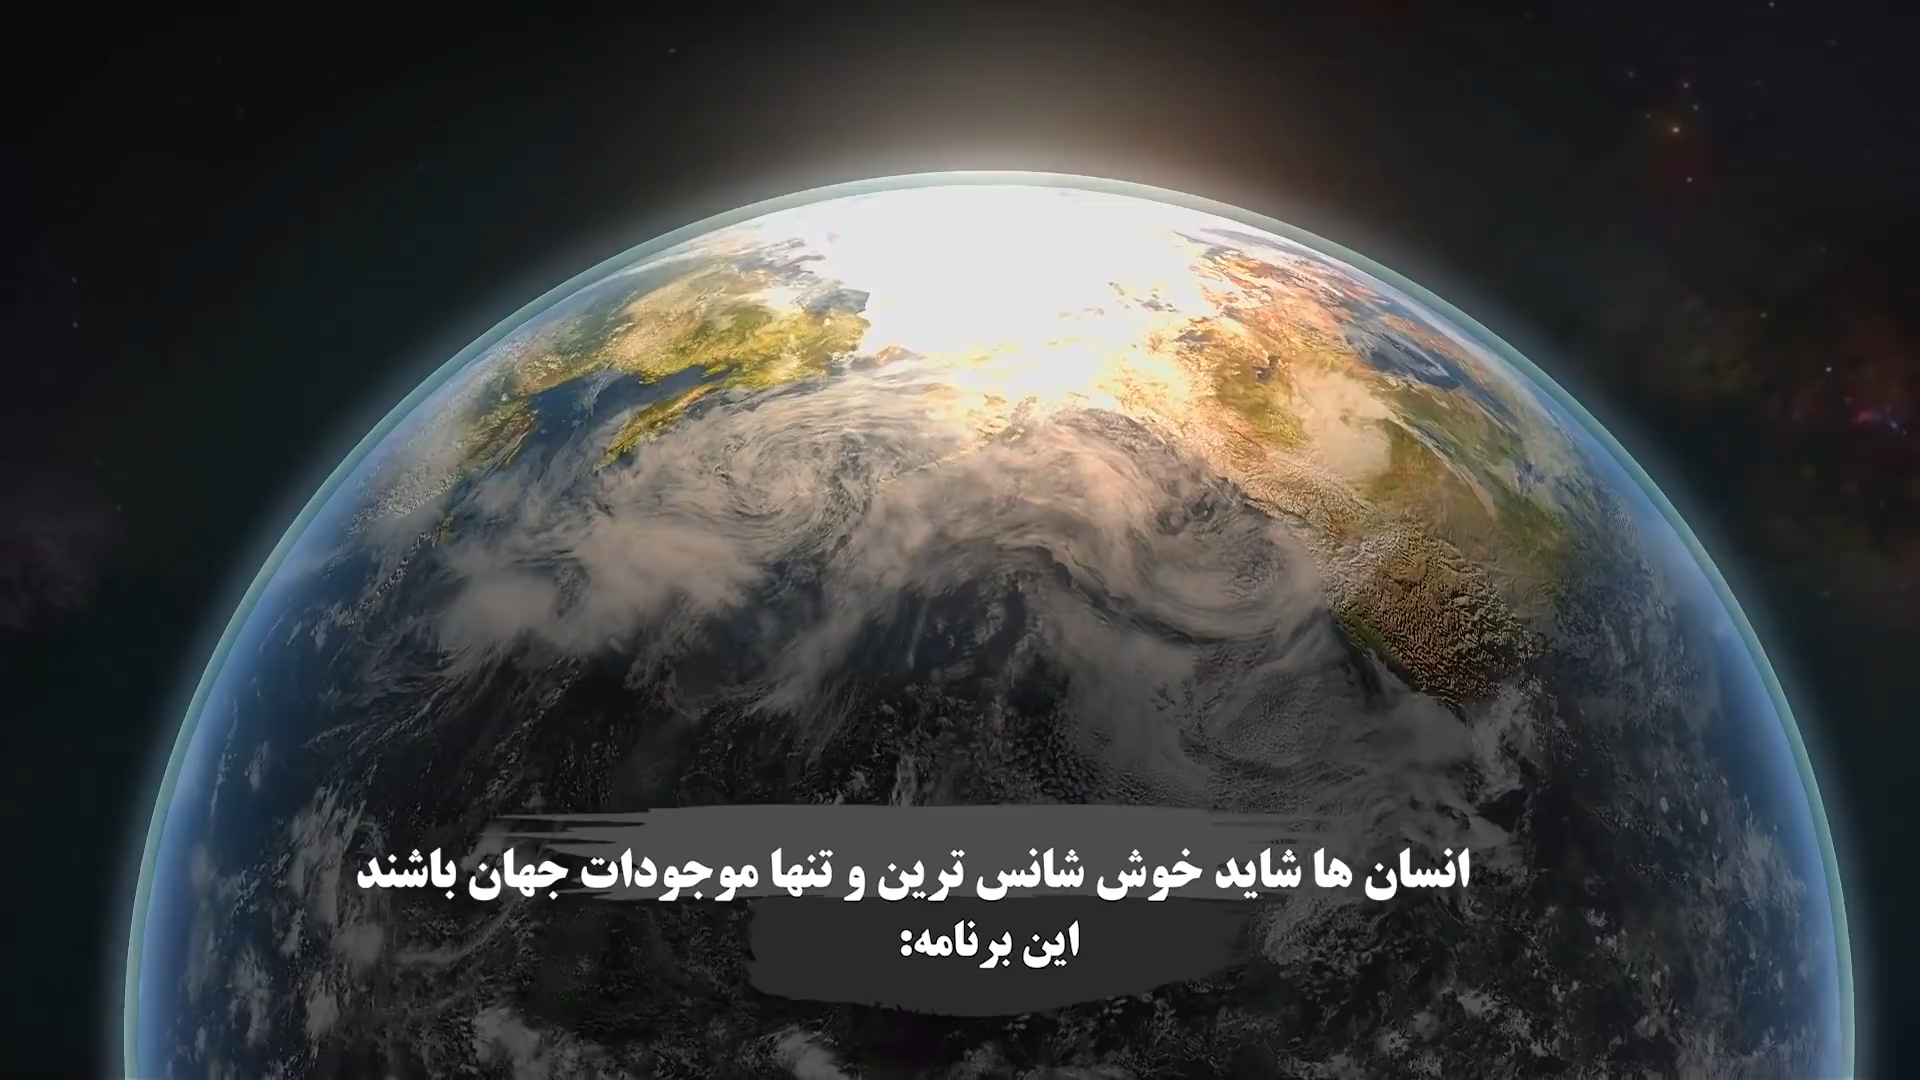 انسان ها شاید خوش شانس ترین و تنها موجودات جهان باشند
این برنامه: